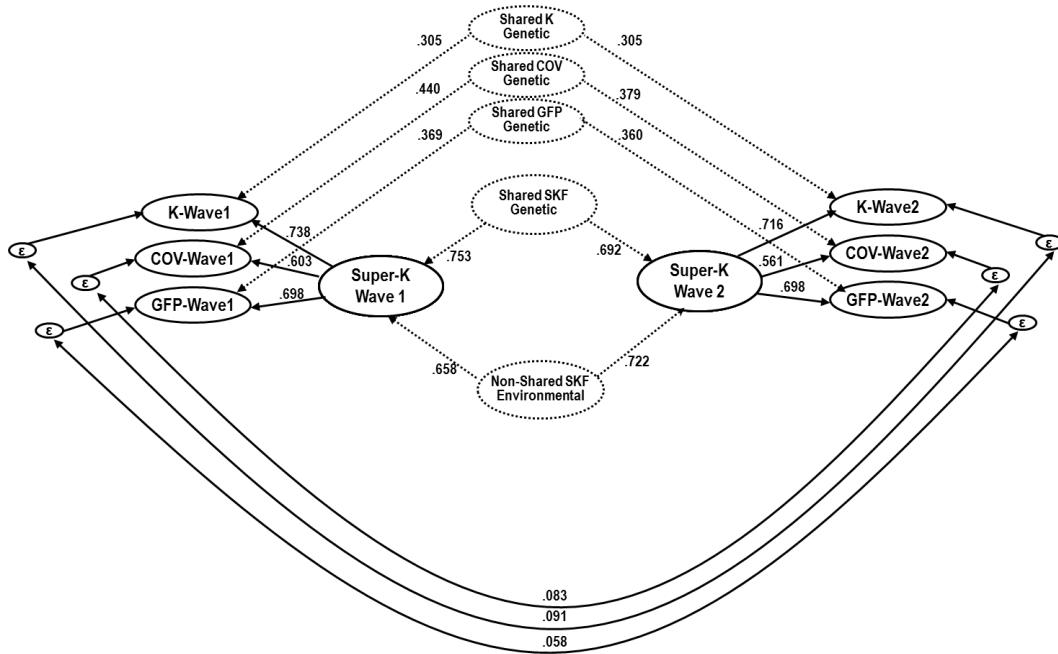 Shared K
Genetic
.305
.305
Shared COV
Genetic
.440
.379
Shared GFP
Genetic
.369
.360
Shared SKF
Genetic
K-Wave1
K-Wave2
.738
.716
ε
ε
COV-Wave1
.603
.753
.692
.561
COV-Wave2
Super-K
Wave 1
Super-K
Wave 2
ε
ε
GFP-Wave1
.698
.698
GFP-Wave2
ε
ε
.658
.722
Non-Shared SKF
Environmental
.083
.091
.058